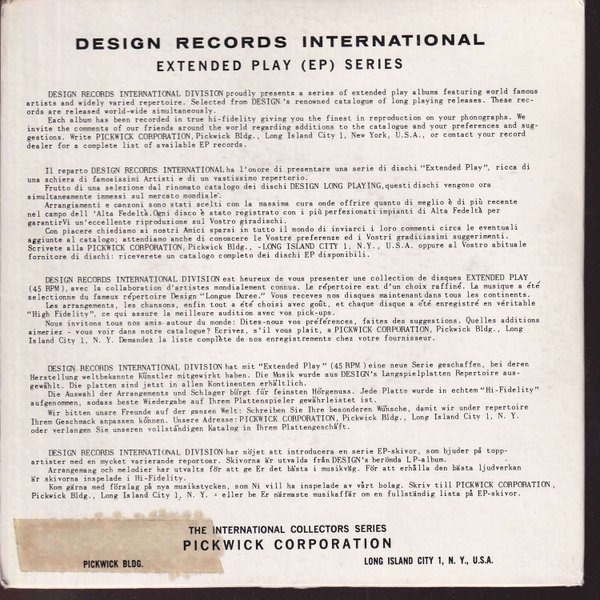 DESIGN RECORDS INTERNATIONAL
EXTENDED PLAY (EP) SERIES
DESIGN RECORDS INTERNATIONAL DIVISION proudly presents a series of extended play albums featuring world famous
artists and widely varied repertoire. Selected from DESIGN's renowned catalogue of long playing releases. These rec-
ords are released world-wide simultaneously.
Each album has been recorded in true hi-fidelity giving you the finest in reproduction on your phonographs. We
invite the comments of our friends around the world regarding additions to the catalogue and your preferences and sug-
gestions. Write PICKWICK CORPORATION, Pickwick Bldg., Long Island City 1, New York, U.S.A., or contact your record
dealer for a complete list of available EP records.
Il reparto DESIGN RECORDS INTERNATIONAL ha l'onore di presentare una serie di dischi "Extended Play", ricca di
una schiera di famosissimi Artisti e di un vastissimo repertorio.
Frutto di una selezione dal rinomato catalogo dei dischi DESIGN LONG PLAYING, questi dischi vengono ora
simultaneamente immessi sul mercato mondiale.
Arrangiamenti e canzoni sono stati scelti con la massima cura onde offrire quanto di meglio è di più recente
nel campo dell 'Alta Fedeltà. Ogni disco è stato registrato con i più perfezionati impianti di Alta Fedeltà per
garantirVi un'eccellente riproduzione sul Vostro giradischi.
Con piacere chiediamo ai nostri Amici sparsi in tutto il mondo di inviarci i loro commenti circa le eventuali
aggiunte al catalogo; attendiamo anche di conoscere le Vostre preferenze ed i Vostri graditissimi suggerimenti.
Scrivete alla PICKWICK CORPORATION, Pickwick Bldg., -LONG ISLAND CITY 1, N.Y., U.S.A. oppure al Vostro abituale
fornitore di dischi: riceverete un catalogo completo dei dischi EP disponibili.
DESIGN RECORDS INTERNATIONAL DIVISION est heureux de vous presenter une collection de disques EXTENDED PLAY
(45 RPM), avec la collaboration d'artistes mondialement connus. Le répertoire est d'un choix raffiné. La musique a été
selectionne du fameux répertoire Design "Longue Duree." Vous receves nos disques maintenant dans tous les continents.
Les arrangements, les chansons, enfin tout a été choisi avec goût, et chaque disque a été enregistré en véritable
"High Fidelity", ce qui assure la meilleure audition avec vos pick-ups.
Nous invitons tous nos amis autour du monde: Dites-nous vos préférences, faites des suggestions. Quelles additions
aimeriez - vous voir dans notre catalogue? Ecrivez, s'il vous plait, a PICKWICK CORPORATION, Pickwick Bldg., Long
Island City 1, N.Y. Demandez la liste complète de nos enregistrements chez votre fournisseur.
DESIGN RECORDS INTERNATIONAL DIVISION hat mit "Extended Play" (45 RPM) eine neue Serie geschaffen, bei deren
Herstellung weltbekannte Künstler mitgewirkt haben. Die Musik wurde aus DESIGN's Langspielplatten Repertoire aus-
gewählt. Die platten sind jetzt in allen Kontinenten erhältlich.
Die Auswahl der Arrangements und Schlager bürgt für feinsten Hörgenuss. Jede Platte wurde in echtem "Hi-Fidelity"
aufgenommen, sodass beste Wiedergabe auf Ihrem Plattenspieler gewährleistet ist.
Wir bitten unsre Freunde auf der ganzen Welt: Schreiben Sie Ihre besonderen Wünsche, damit wir under repertoire
Ihrem Geschmack anpassen können. Unsere Adresse: PICKWICK CORPORATION, Pickwick Bldg., Long Island City 1, N.Y.
oder verlangen Sie unseren vollständigen Katalog in Ihrem Plattengeschäft.
DESIGN RECORDS INTERNATIONAL DIVISION har nöjet att introducera en serie EP-skivor, som bjuder på topp-
artister med en mycket varierande reportoar. Skivorna är utvalda från DESIGN's berömda LP-album.
Arrangemang och melodier har utvalts för att ge Er det bästa i musikväg. För att erhålla den bästa ljudverkan
är skivorna inspelade i Hi-Fidelity.
Kom gärna med förslag på nya musikstycken, som Ni vill ha inspelade av vårt bolag. Skriv till PICKWICK CORPORATION,
Pickwick Bldg., Long Island City 1, N.Y. - eller be Er närmaste musikaffär om en fullständig lista på EP-skivor.
THE INTERNATIONAL COLLECTORS SERIES
PICKWICK CORPORATION
PICKWICK BLDG. LONG ISLAND CITY 1, N. Y., U.S.A.